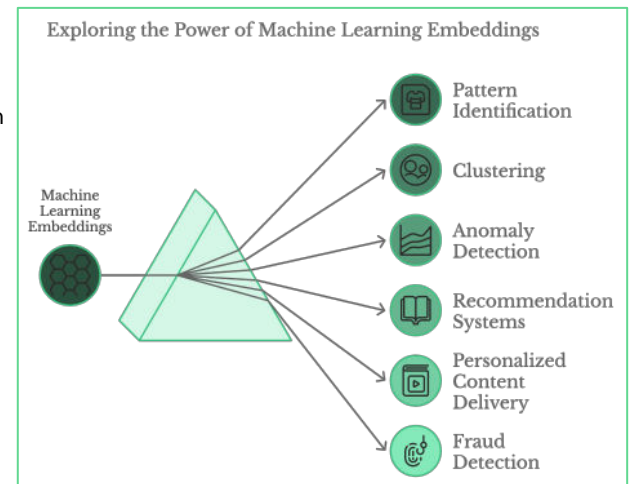 Exploring the Power of Machine Learning Embeddings
n
Pattern
Identification
Clustering
Machine
Learning
Embeddings
Anomaly
Detection
Recommendation
Systems
Personalized
Content
Delivery
Fraud
Detection